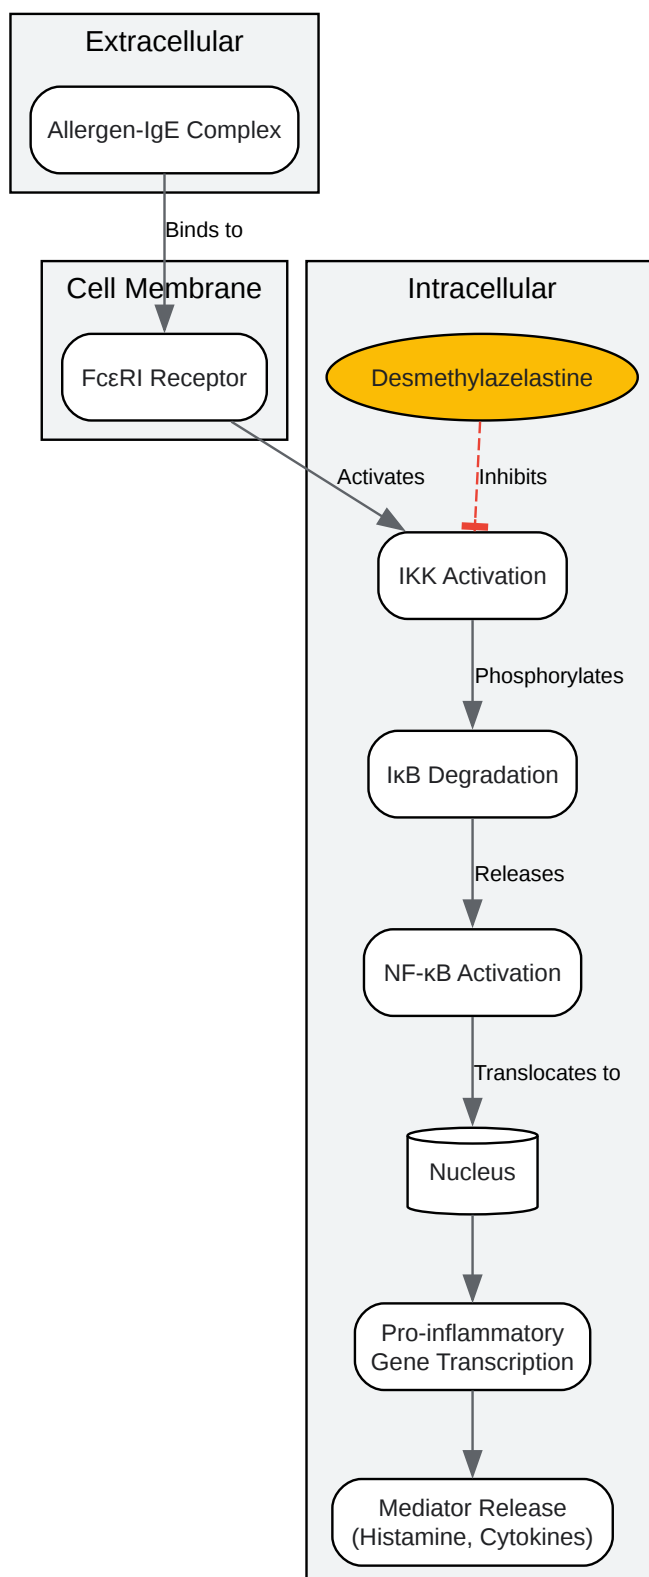 Extracellular
Allergen-IgE Complex
Binds to
Cell Membrane
FcεRI Receptor
Intracellular
Desmethylazelastine
Activates
Inhibits
IKK Activation
Phosphorylates
IκB Degradation
Releases
NF-κB Activation
Translocates to
Nucleus
Pro-inflammatory
Gene Transcription
Mediator Release
(Histamine, Cytokines)